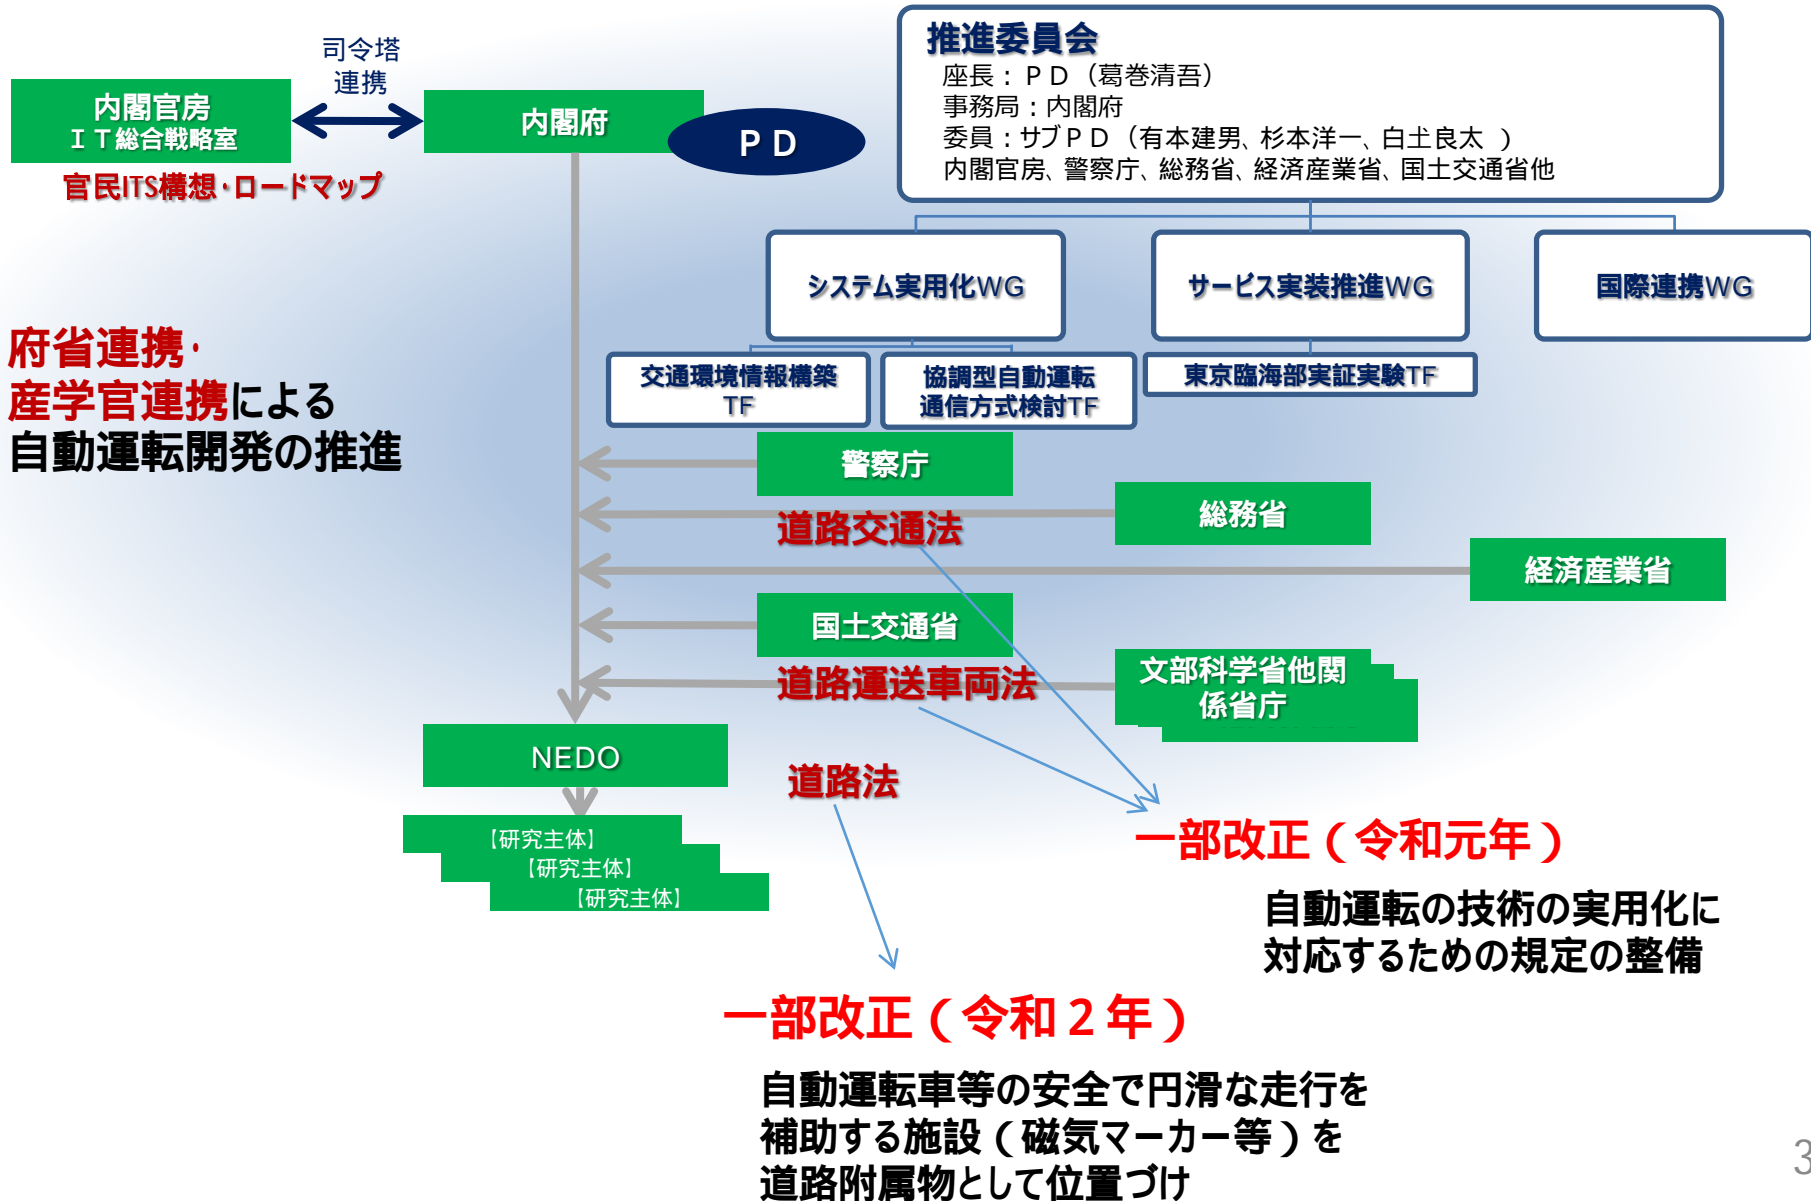 司令塔
連携
内閣官房
ＩＴ総合戦略室
内閣府
ＰＤ
官民ITS構想・ロードマップ
推進委員会
座長：ＰＤ（葛巻清吾）
事務局：内閣府
委員：サブＰＤ（有本建男、杉本洋一、白𡈽良太 ）
内閣官房、警察庁、総務省、経済産業省、国土交通省他
システム実用化WG
サービス実装推進WG
国際連携WG
交通環境情報構築
TF
協調型自動運転
通信方式検討TF
東京臨海部実証実験TF
府省連携・
産学官連携による
自動運転開発の推進
警察庁
道路交通法
総務省
経済産業省
国土交通省
道路運送車両法
文部科学省他関
係省庁
NEDO
道路法
［研究主体］
［研究主体］
［研究主体］
一部改正（令和元年）
自動運転の技術の実用化に
対応するための規定の整備
一部改正（令和２年）
自動運転車等の安全で円滑な走行を
補助する施設（磁気マーカー等）を
道路附属物として位置づけ
3